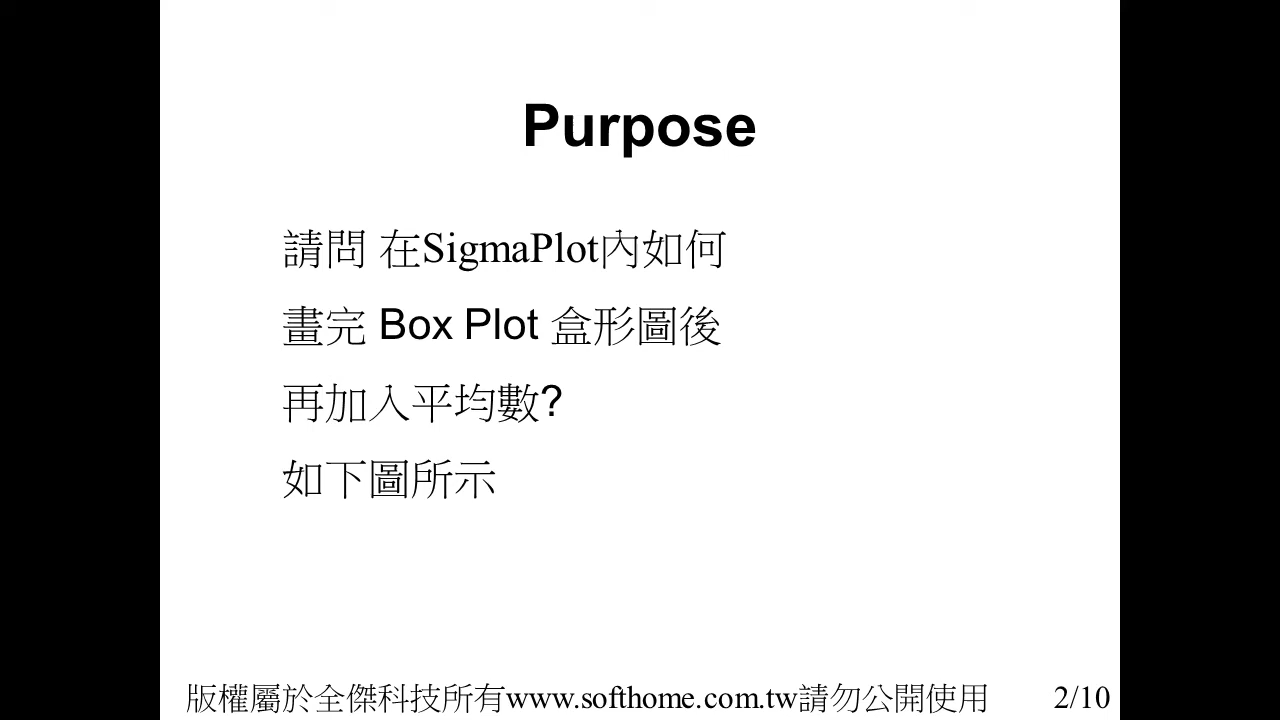 Purpose
請問 在SigmaPlot內如何
畫完 Box Plot 盒形圖後
再加入平均數?
如下圖所示
版權屬於全傑科技所有www.softhome.com.tw請勿公開使用 2/10